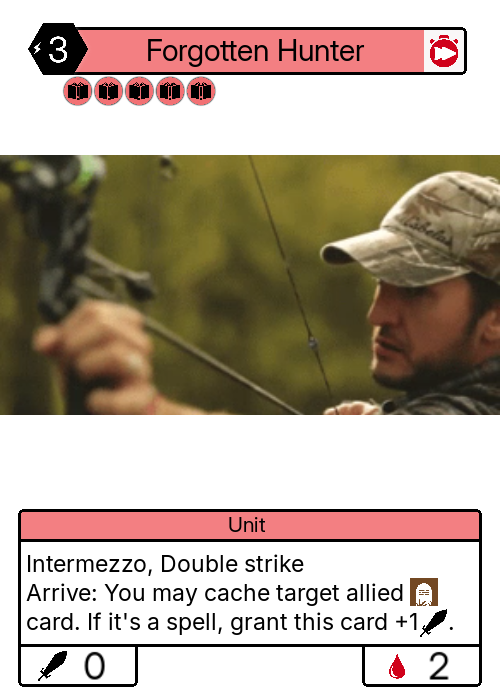 3
Forgotten Hunter
Unit
Intermezzo, Double strike
Arrive: You may cache target allied
card. If it's a spell, grant this card +1.
0
2